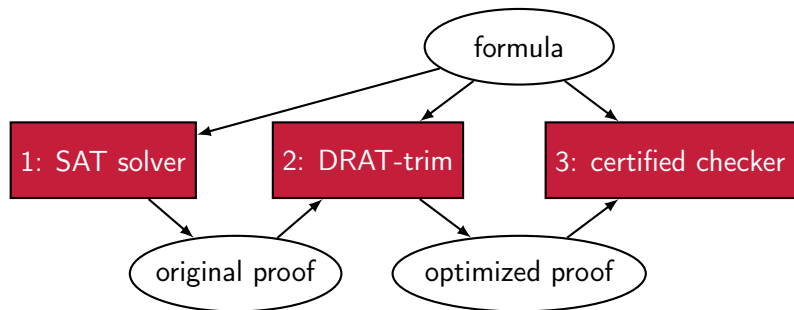 formula
1: SAT solver
2: DRAT-trim
3: certified checker
original proof
optimized proof